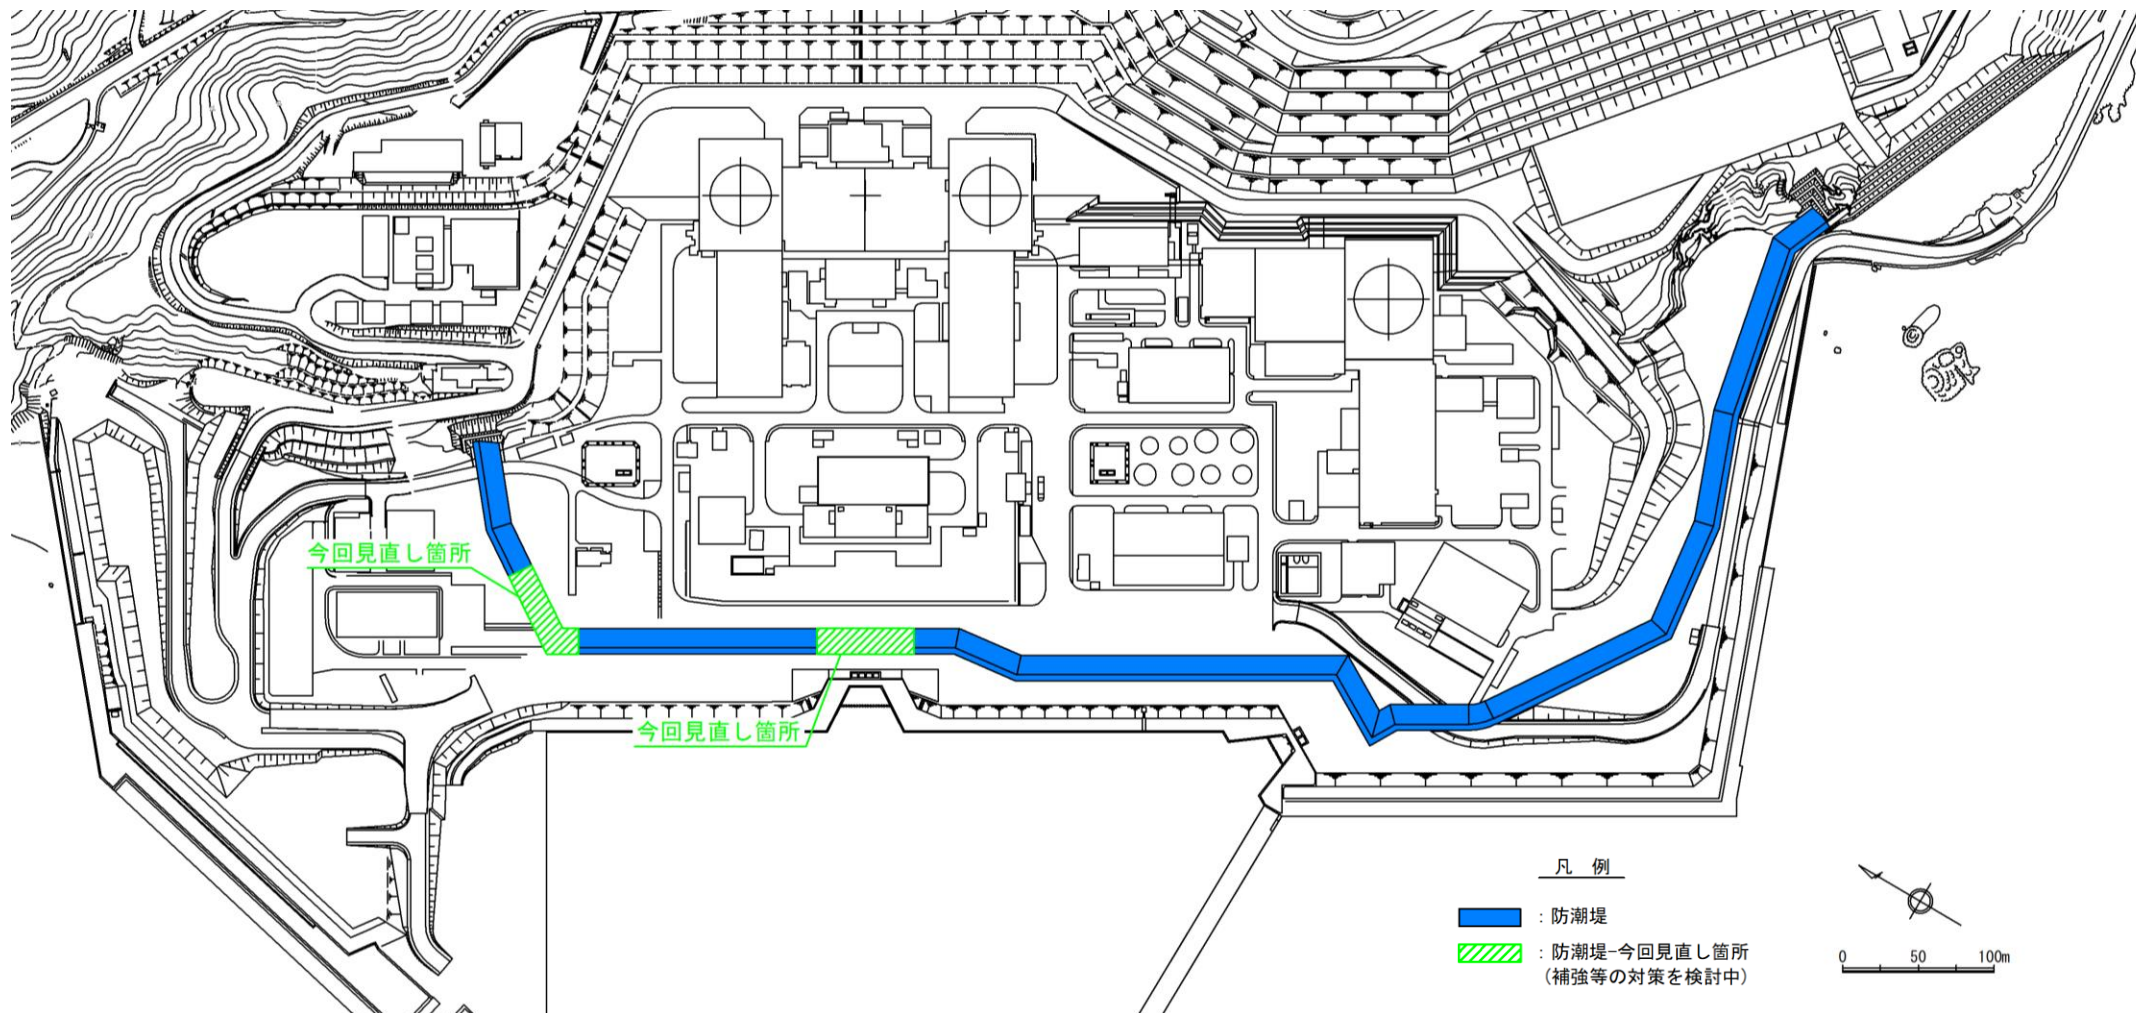 今回見直し箇所
今回見直し箇所
凡 例
：防潮堤
：防潮堤-今回見直し箇所
（補強等の対策を検討中）
0 50 100m